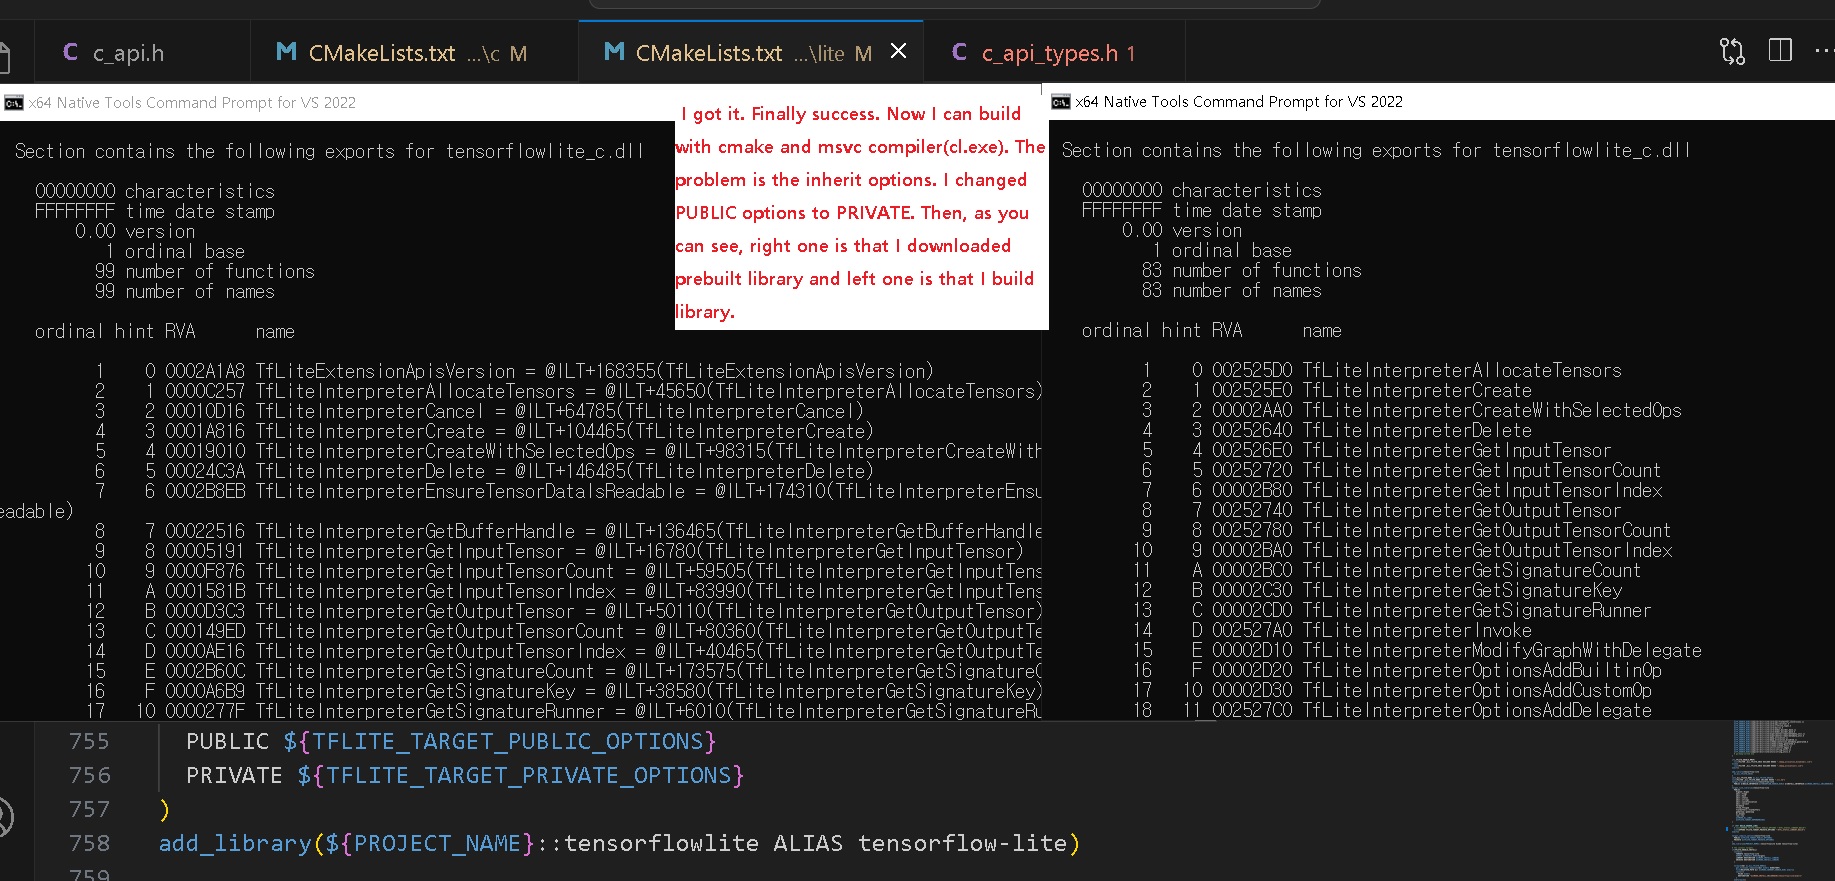 c_api.h
CMakeLists.txt ...\c M
CMakeLists.txt ...\lite M
c_api_types.h 1
x64 Native Tools Command Prompt for VS 2022
Section contains the following exports for tensorflowlite_c.dll
00000000 characteristics
FFFFFFFF time date stamp
0.00 version
1 ordinal base
99 number of functions
99 number of names
ordinal hint RVA name
1 0 0002A1A8 TfLiteExtensionApisVersion = @ILT+168355(TfLiteExtensionApisVersion)
2 1 0000C257 TfLiteInterpreterAllocateTensors = @ILT+45650(TfLiteInterpreterAllocateTensors)
3 2 00010D16 TfLiteInterpreterCancel = @ILT+64785(TfLiteInterpreterCancel)
4 3 0001A816 TfLiteInterpreterCreate = @ILT+104465(TfLiteInterpreterCreate)
5 4 00019010 TfLiteInterpreterCreateWithSelectedOps = @ILT+98315(TfLiteInterpreterCreateWith
6 5 00024C3A TfLiteInterpreterDelete = @ILT+146485(TfLiteInterpreterDelete)
7 6 0002B8EB TfLiteInterpreterEnsureTensorDataIsReadable = @ILT+174310(TfLiteInterpreterEnsu
eadable)
8 7 00022516 TfLiteInterpreterGetBufferHandle = @ILT+136465(TfLiteInterpreterGetBufferHandle
9 8 00005191 TfLiteInterpreterGetInputTensor = @ILT+16780(TfLiteInterpreterGetInputTensor)
10 9 0000F876 TfLiteInterpreterGetInputTensorCount = @ILT+59505(TfLiteInterpreterGetInputTens
11 A 0001581B TfLiteInterpreterGetInputTensorIndex = @ILT+83990(TfLiteInterpreterGetInputTens
12 B 0000D3C3 TfLiteInterpreterGetOutputTensor = @ILT+50110(TfLiteInterpreterGetOutputTensor)
13 C 000149ED TfLiteInterpreterGetOutputTensorCount = @ILT+80360(TfLiteInterpreterGetOutputTe
14 D 0000AE16 TfLiteInterpreterGetOutputTensorIndex = @ILT+40465(TfLiteInterpreterGetOutputTe
15 E 0002B60C TfLiteInterpreterGetSignatureCount = @ILT+173575(TfLiteInterpreterGetSignatureC
16 F 0000A6B9 TfLiteInterpreterGetSignatureKey = @ILT+38580(TfLiteInterpreterGetSignatureKey)
17 10 0000277F TfLiteInterpreterGetSignatureRunner = @ILT+6010(TfLiteInterpreterGetSignatureRu
I got it. Finally success. Now I can build
with cmake and msvc compiler(cl.exe). The
problem is the inherit options. I changed
PUBLIC options to PRIVATE. Then, as you
can see, right one is that I downloaded
prebuilt library and left one is that I build
library.
x64 Native Tools Command Prompt for VS 2022
Section contains the following exports for tensorflowlite_c.dll
00000000 characteristics
FFFFFFFF time date stamp
0.00 version
1 ordinal base
83 number of functions
83 number of names
ordinal hint RVA name
1 0 002525D0 TfLiteInterpreterAllocateTensors
2 1 002525E0 TfLiteInterpreterCreate
3 2 00002AA0 TfLiteInterpreterCreateWithSelectedOps
4 3 00252640 TfLiteInterpreterDelete
5 4 002526E0 TfLiteInterpreterGetInputTensor
6 5 00252720 TfLiteInterpreterGetInputTensorCount
7 6 00002B80 TfLiteInterpreterGetInputTensorIndex
8 7 00252740 TfLiteInterpreterGetOutputTensor
9 8 00252780 TfLiteInterpreterGetOutputTensorCount
10 9 00002BA0 TfLiteInterpreterGetOutputTensorIndex
11 A 00002BC0 TfLiteInterpreterGetSignatureCount
12 B 00002C30 TfLiteInterpreterGetSignatureKey
13 C 00002CD0 TfLiteInterpreterGetSignatureRunner
14 D 002527A0 TfLiteInterpreterInvoke
15 E 00002D10 TfLiteInterpreterModifyGraphWithDelegate
16 F 00002D20 TfLiteInterpreterOptionsAddBuiltinOp
17 10 00002D30 TfLiteInterpreterOptionsAddCustomOp
18 11 002527C0 TfLiteInterpreterOptionsAddDelegate
755 PUBLIC ${TFLITE_TARGET_PUBLIC_OPTIONS}
756 PRIVATE ${TFLITE_TARGET_PRIVATE_OPTIONS}
757 )
758 add_library(${PROJECT_NAME}::tensorflowlite ALIAS tensorflow-lite)
759